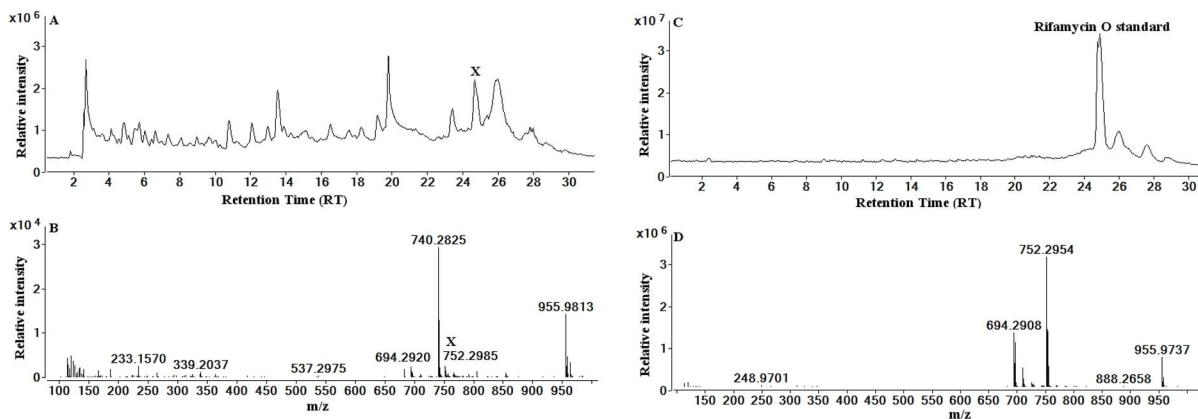 x10 6
A
Relative intensity
3
2
1
0
X
2 4 6 8 10 12 14 16 18 20 22 24 26 28 30
Retention Time (RT)
x10 7
C
Rifamycin O standard
Relative intensity
3
2
1
0
2 4 6 8 10 12 14 16 18 20 22 24 26 28 30
Retention Time (RT)
x10 4
B
Relative intensity
3
2
1
0
740.2825
955.9813
X
233.1570
339.2037
537.2975
694.2920
752.2985
100 150 200 250 300 350 400 450 500 550 600 650 700 750 800 850 900 950
m/z
x10 6
D
Relative intensity
3
2
1
0
752.2954
694.2908
955.9737
248.9701
888.2658
150 200 250 300 350 400 450 500 550 600 650 700 750 800 850 900 950
m/z